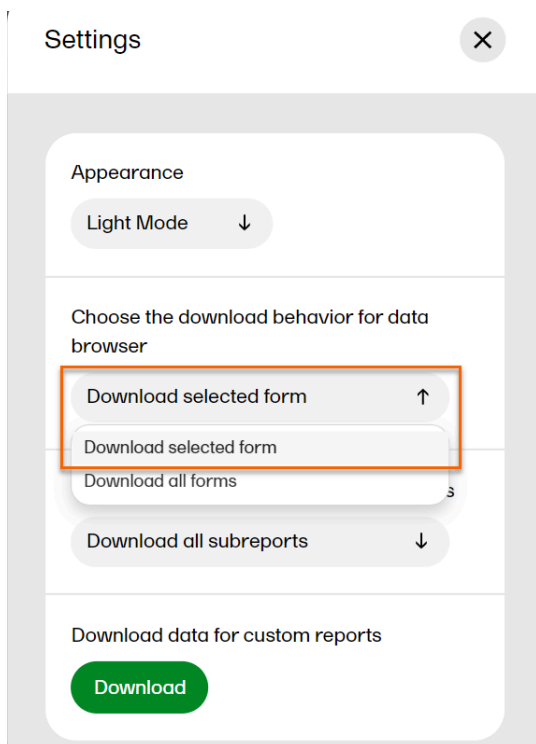 Settings
Appearance
Light Mode
Choose the download behavior for data
browser
Download selected form
Download selected form
Download all forms
Download all subreports
Download data for custom reports
Download